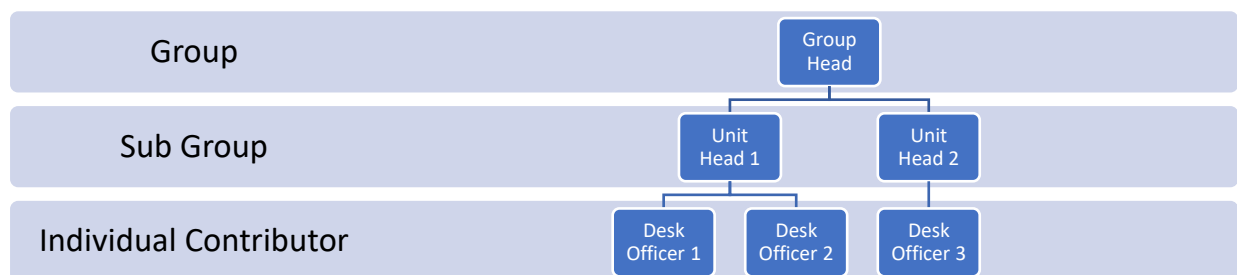 Group
Group
Head
Sub Group
Unit
Head 1
Unit
Head 2
Individual Contributor
Desk
Officer 1
Desk
Officer 2
Desk
Officer 3